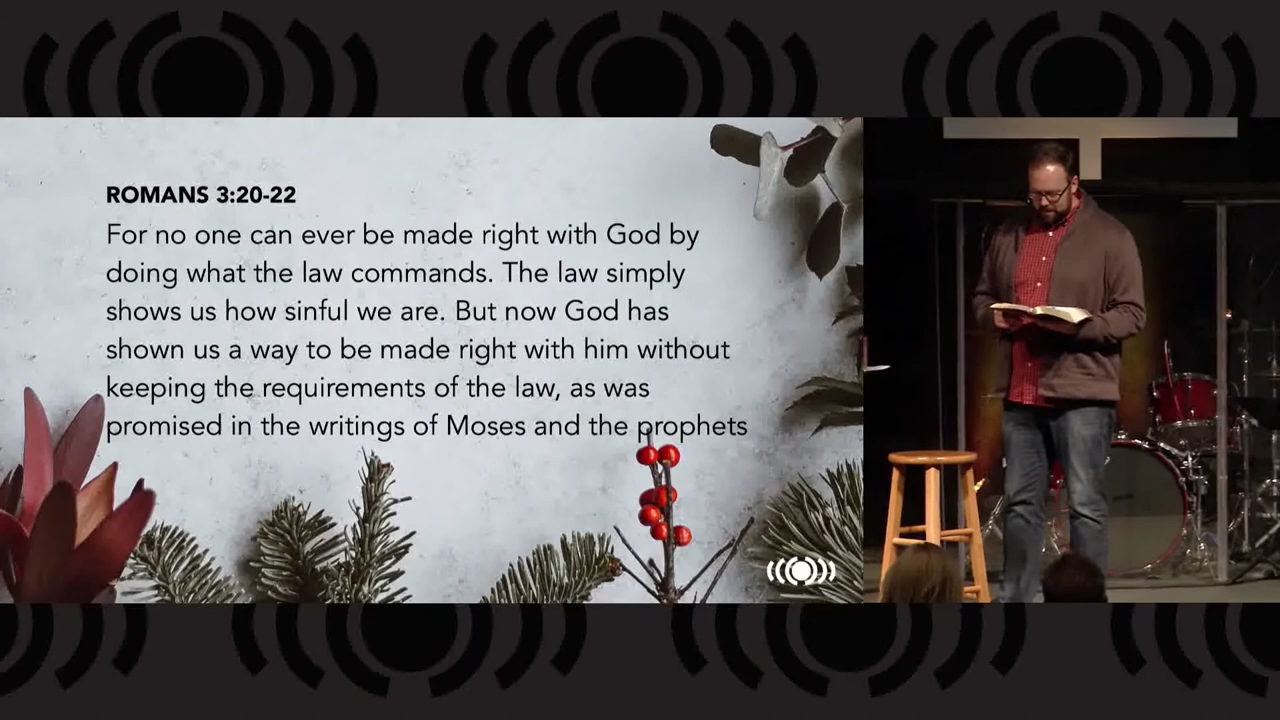 ROMANS 3:20-22
For no one can ever be made right with God by
doing what the law commands. The law simply
shows us how sinful we are. But now God has
shown us a way to be made right with him without
keeping the requirements of the law, as was
promised in the writings of Moses and the prophets